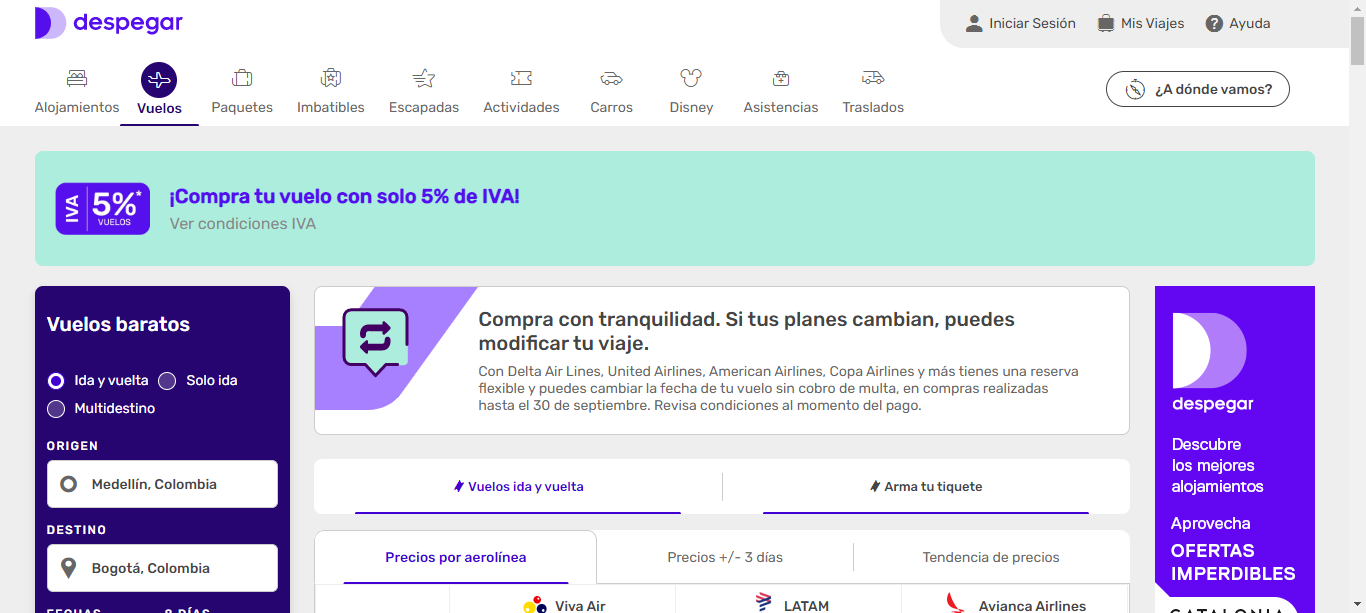 despegar
Iniciar Sesión
Mis Viajes
Ayuda
Alojamientos
Vuelos
Paquetes
Imbatibles
Escapadas
Actividades
Carros
Disney
Asistencias
Traslados
¿A dónde vamos?
IVA 5%*
VUELOS
¡Compra tu vuelo con solo 5% de IVA!
Ver condiciones IVA
Vuelos baratos
Ida y vuelta
Solo ida
Multidestino
ORIGEN
Medellín, Colombia
DESTINO
Bogotá, Colombia
FECHAS
8 DÍAS
Compra con tranquilidad. Si tus planes cambian, puedes
modificar tu viaje.
Con Delta Air Lines, United Airlines, American Airlines, Copa Airlines y más tienes una reserva
flexible y puedes cambiar la fecha de tu vuelo sin cobro de multa, en compras realizadas
hasta el 30 de septiembre. Revisa condiciones al momento del pago.
Vuelos ida y vuelta
Arma tu tiquete
Precios por aerolínea
Precios +/- 3 días
Tendencia de precios
Viva Air
LATAM
Avianca Airlines
despegar
Descubre
los mejores
alojamientos
Aprovecha
OFERTAS
IMPERDIBLES
CATALONIA